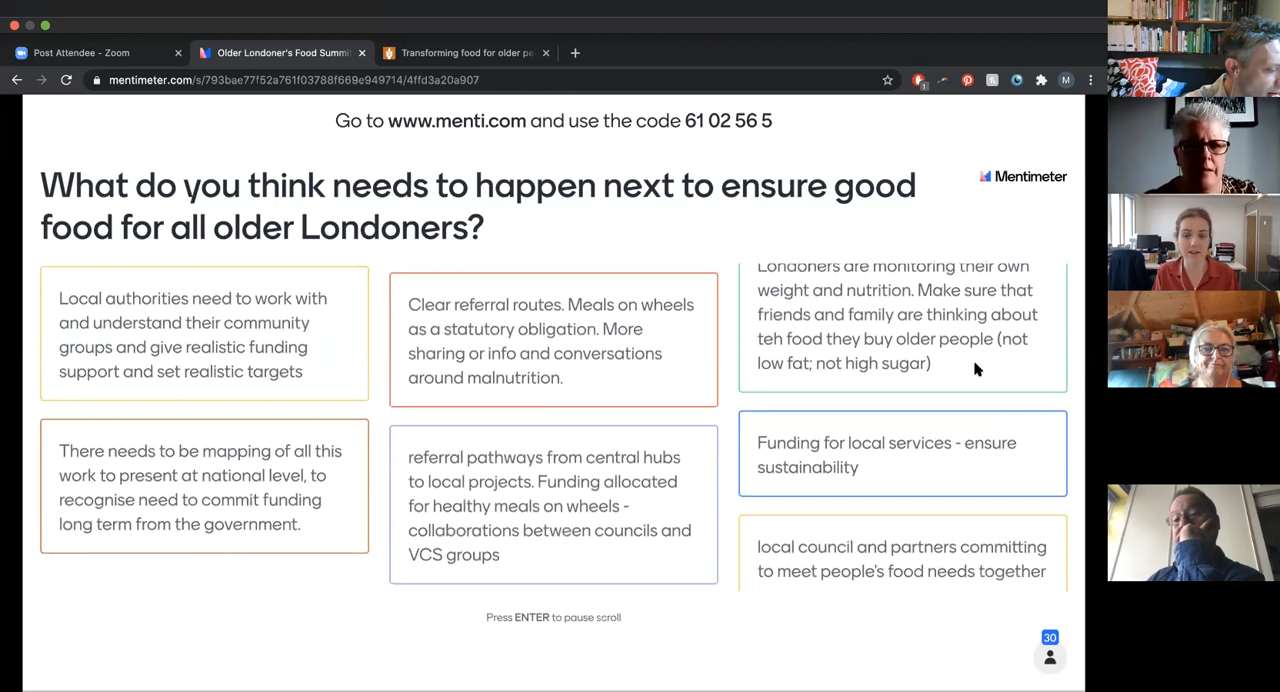 Post Attendee - Zoom
Older Londoner's Food Summi
Transforming food for older pe
mentimeter.com/s/793bae77f52a761f03788f669e949714/4ffd3a20a907
1
M
Go to www.menti.com and use the code 61 02 56 5
What do you think needs to happen next to ensure good
food for all older Londoners?
Mentimeter
Local authorities need to work with
and understand their community
groups and give realistic funding
support and set realistic targets
There needs to be mapping of all this
work to present at national level, to
recognise need to commit funding
long term from the government.
Clear referral routes. Meals on wheels
as a statutory obligation. More
sharing or info and conversations
around malnutrition.
referral pathways from central hubs
to local projects. Funding allocated
for healthy meals on wheels -
collaborations between councils and
VCS groups
Londoners are monitoring their own
weight and nutrition. Make sure that
friends and family are thinking about
teh food they buy older people (not
low fat; not high sugar)
Funding for local services - ensure
sustainability
local council and partners committing
to meet people's food needs together
Press ENTER to pause scroll
30